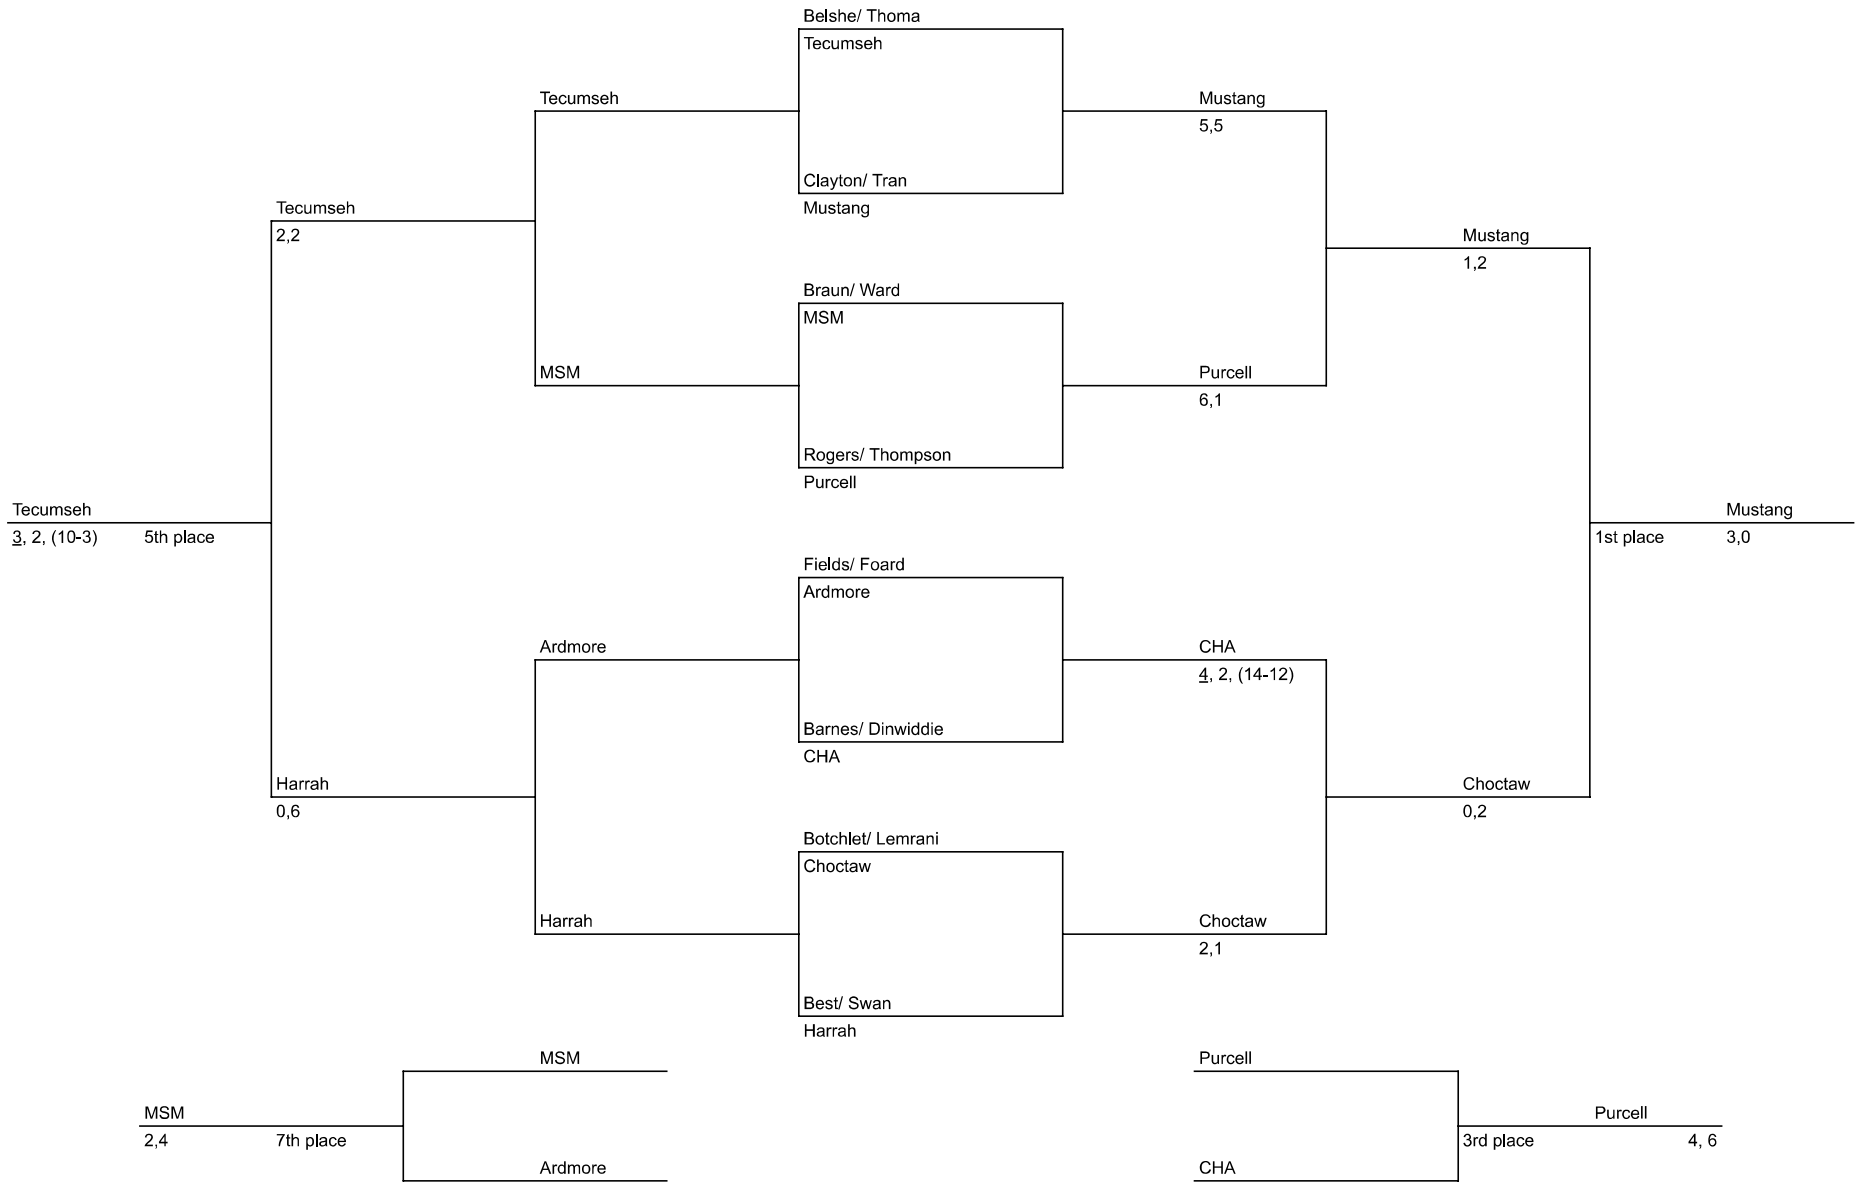 Belshe/ Thoma
Tecumseh
Tecumseh
Mustang
5,5
Clayton/ Tran
Tecumseh
Mustang
2,2
Mustang
1,2
Braun/ Ward
MSM
MSM
Purcell
6,1
Rogers/ Thompson
Purcell
Tecumseh
Mustang
3, 2, (10-3) 5th place
1st place 3,0
Fields/ Foard
Ardmore
Ardmore
CHA
4, 2, (14-12)
Barnes/ Dinwiddie
CHA
Harrah
Choctaw
0,6
0,2
Botchlet/ Lemrani
Choctaw
Harrah
Choctaw
2,1
Best/ Swan
Harrah
MSM
Purcell
MSM
Purcell
2,4 7th place
3rd place 4, 6
Ardmore
CHA